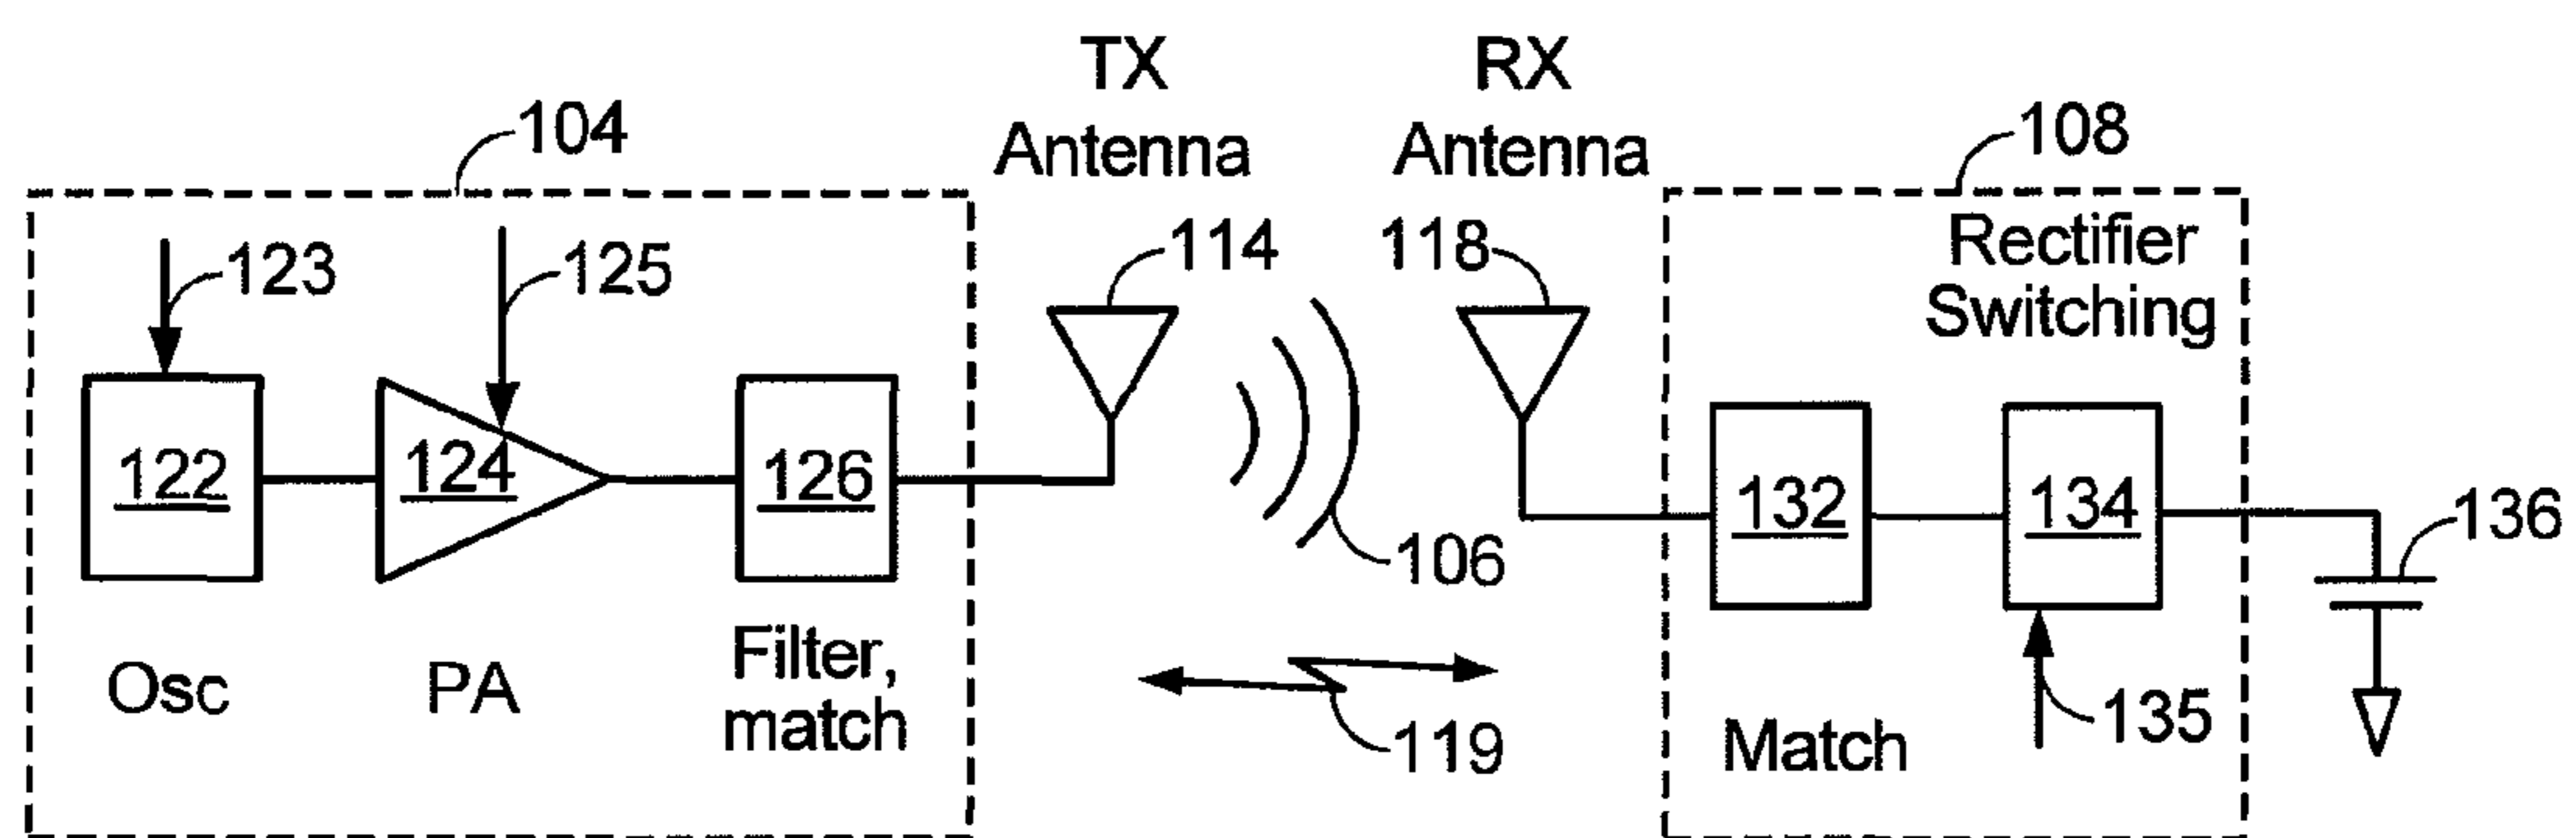 TX
Antenna
RX
Antenna
104
108
Rectifier
Switching
114
118
123
125
122
124
126
132
134
136
106
Osc
PA
Filter,
match
119
Match
135